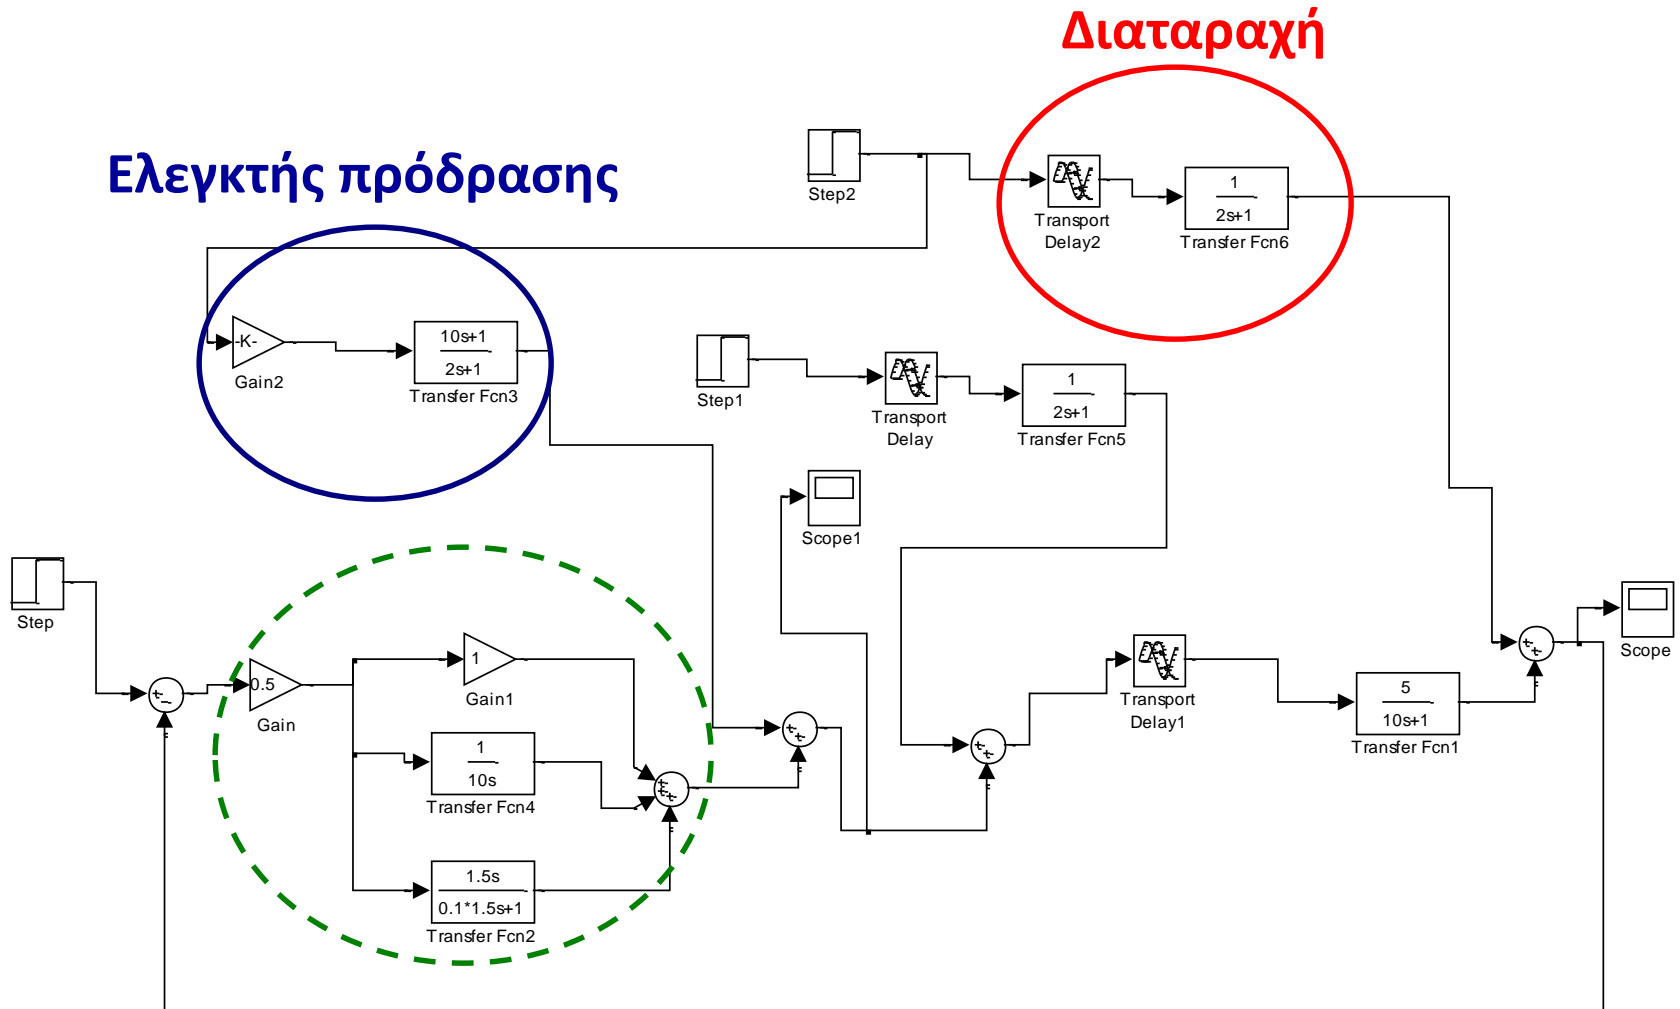 Διαταραχή
Ελεγκτής πρόδρασης
Step2
Transport
Delay2
1
2s+1
Transfer Fcn6
-K-
Gain2
10s+1
2s+1
Transfer Fcn3
Step1
Transport
Delay
1
2s+1
Transfer Fcn5
Scope1
Step
0.5
Gain
1
Gain1
1
10s
Transfer Fcn4
1.5s
0.1*1.5s+1
Transfer Fcn2
Transport
Delay1
5
10s+1
Transfer Fcn1
Scope